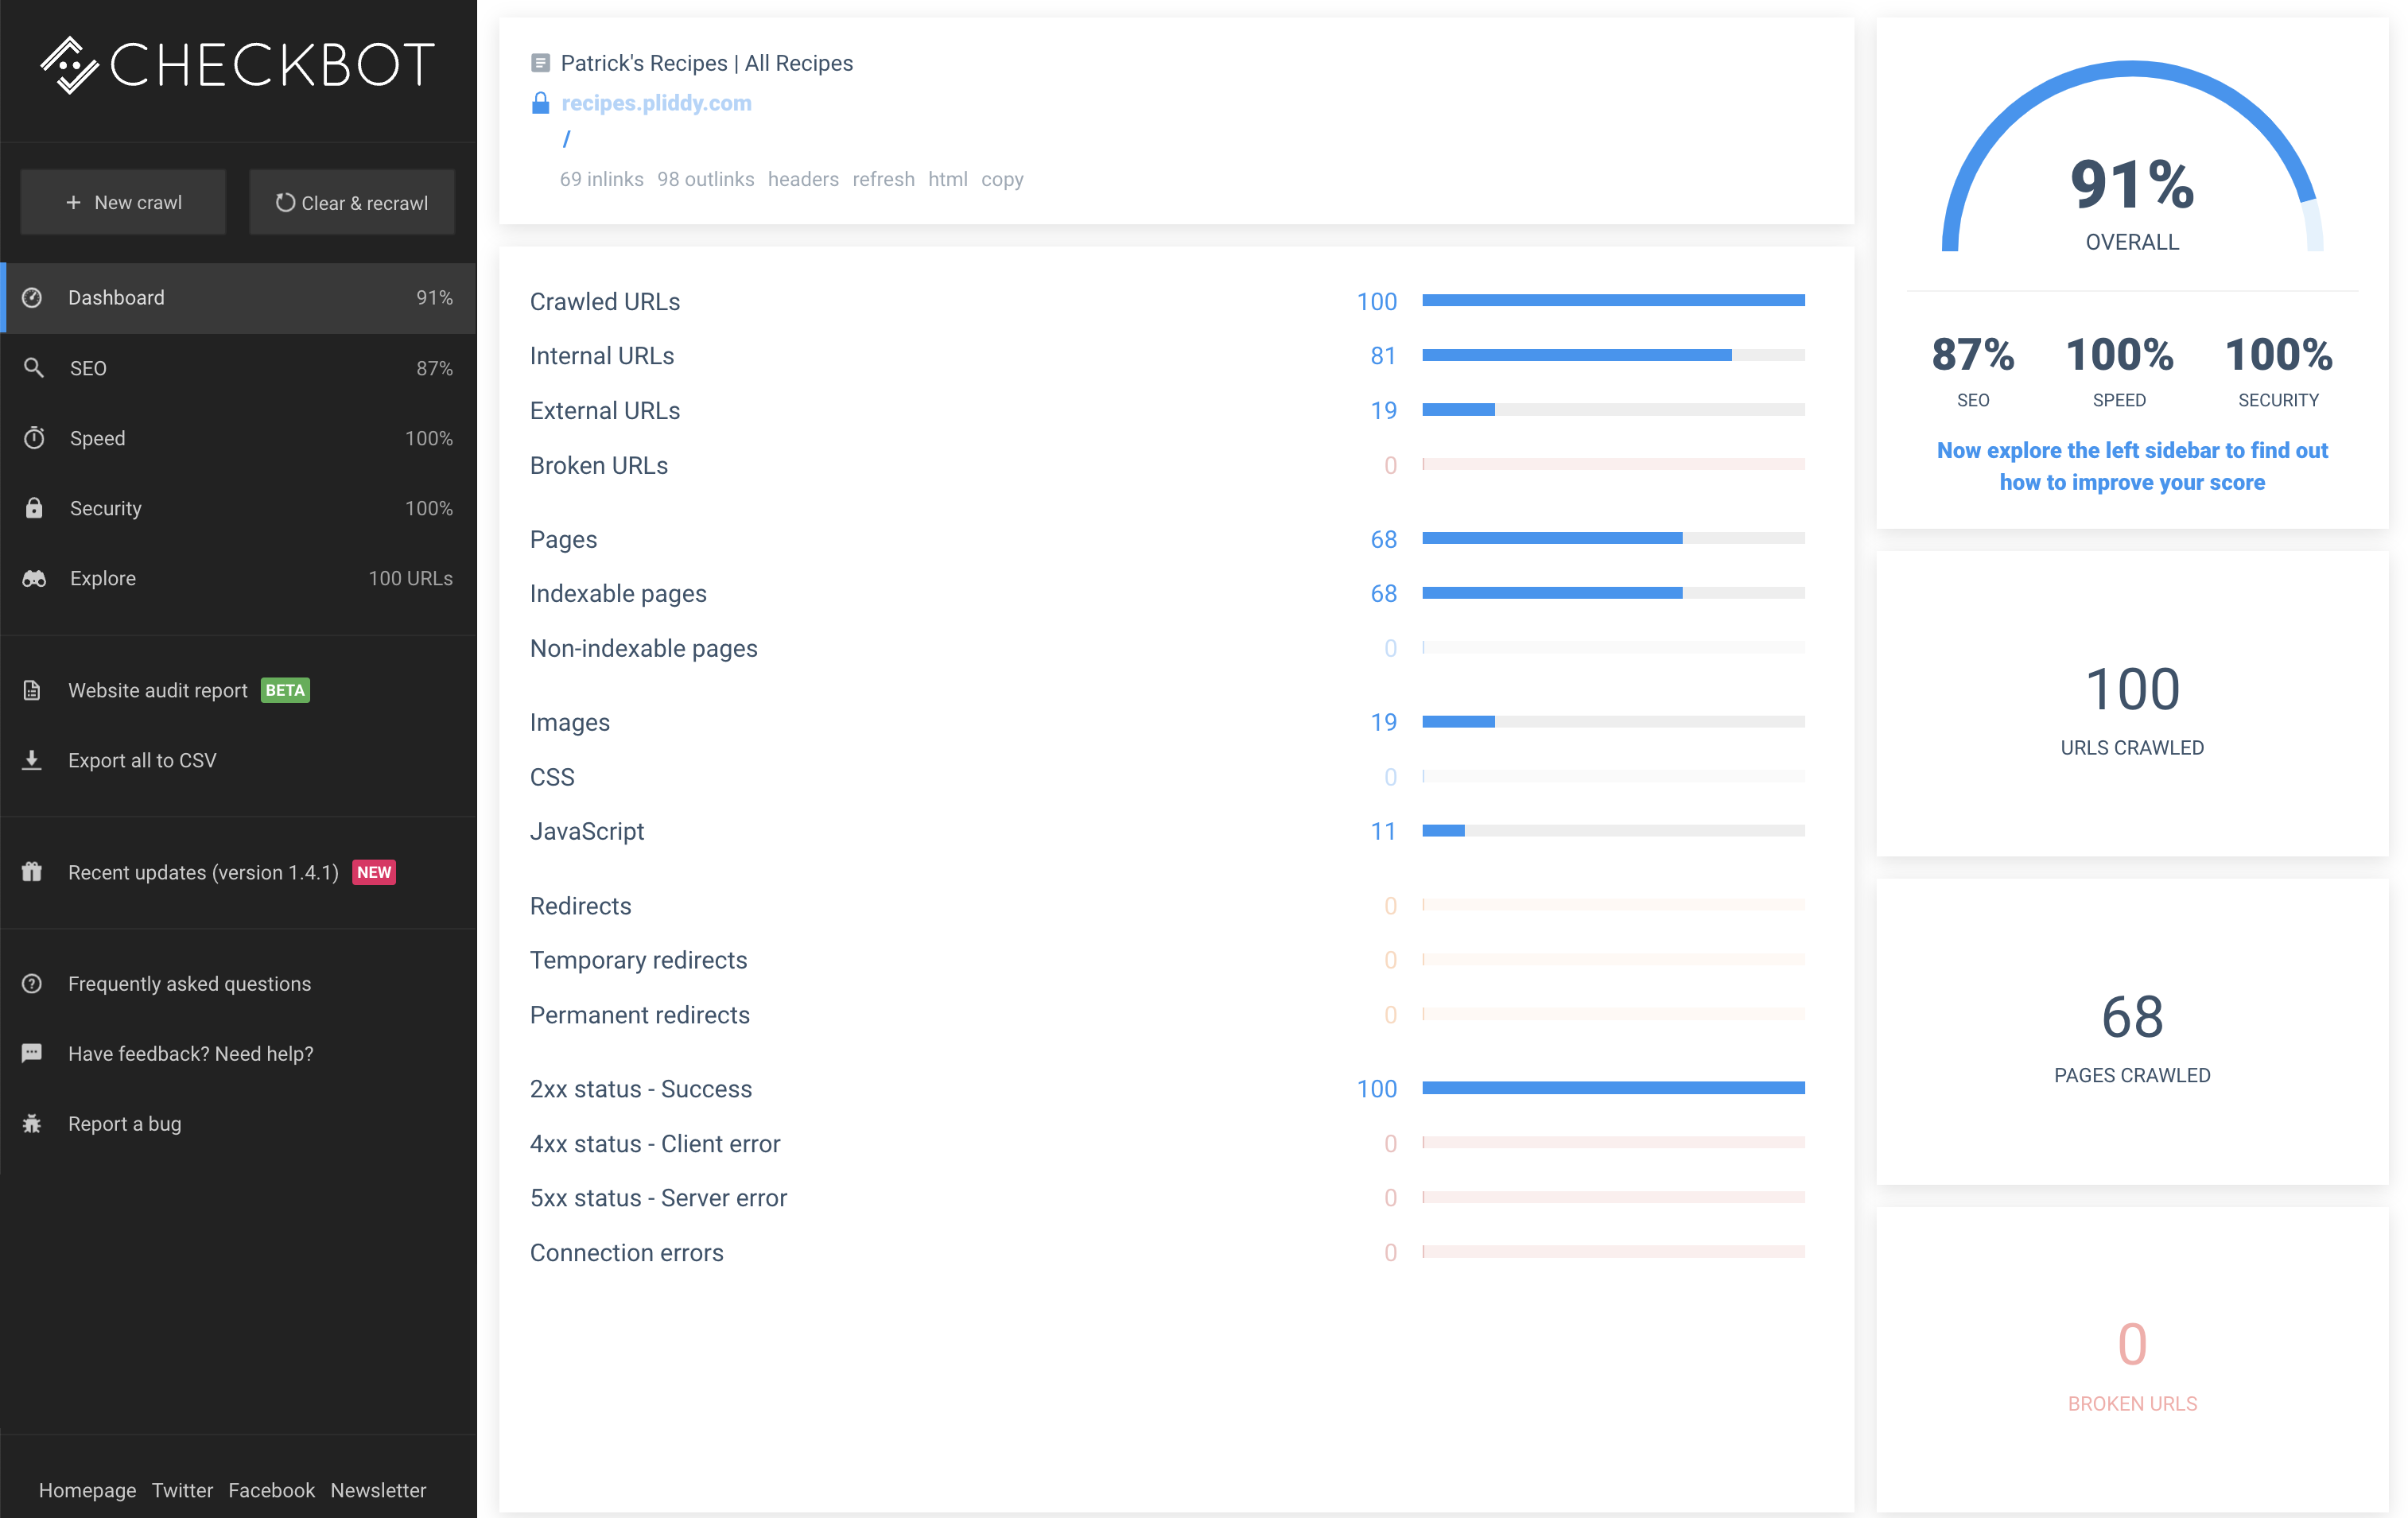 CHECKBOT
+ New crawl
Clear & recrawl
Dashboard 91%
SEO 87%
Speed 100%
Security 100%
Explore 100 URLs
Website audit report BETA
Export all to CSV
Recent updates (version 1.4.1) NEW
Frequently asked questions
Have feedback? Need help?
Report a bug
Homepage Twitter Facebook Newsletter
Patrick's Recipes | All Recipes
recipes.pliddy.com
/
69 inlinks 98 outlinks headers refresh html copy
Crawled URLs 100
Internal URLs 81
External URLs 19
Broken URLs 0
Pages 68
Indexable pages 68
Non-indexable pages 0
Images 19
CSS 0
JavaScript 11
Redirects 0
Temporary redirects 0
Permanent redirects 0
2xx status - Success 100
4xx status - Client error 0
5xx status - Server error 0
Connection errors 0
91%
OVERALL
87% 100% 100%
SEO SPEED SECURITY
Now explore the left sidebar to find out
how to improve your score
100
URLS CRAWLED
68
PAGES CRAWLED
0
BROKEN URLS